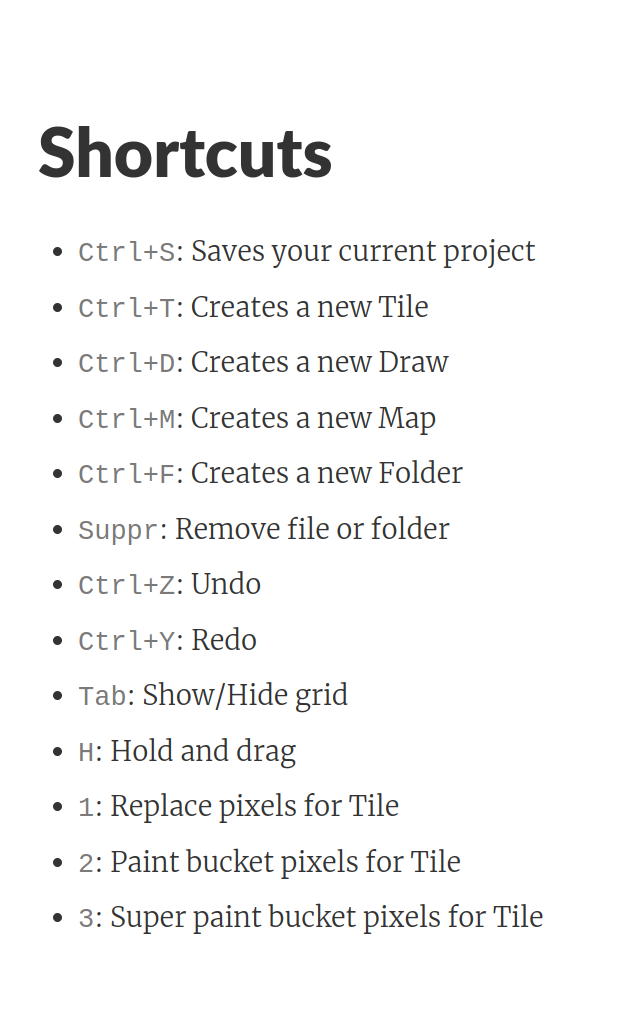 Shortcuts
Ctrl+S: Saves your current project
Ctrl+T: Creates a new Tile
Ctrl+D: Creates a new Draw
Ctrl+M: Creates a new Map
Ctrl+F: Creates a new Folder
Suppr: Remove file or folder
Ctrl+Z: Undo
Ctrl+Y: Redo
Tab: Show/Hide grid
H: Hold and drag
1: Replace pixels for Tile
2: Paint bucket pixels for Tile
3: Super paint bucket pixels for Tile